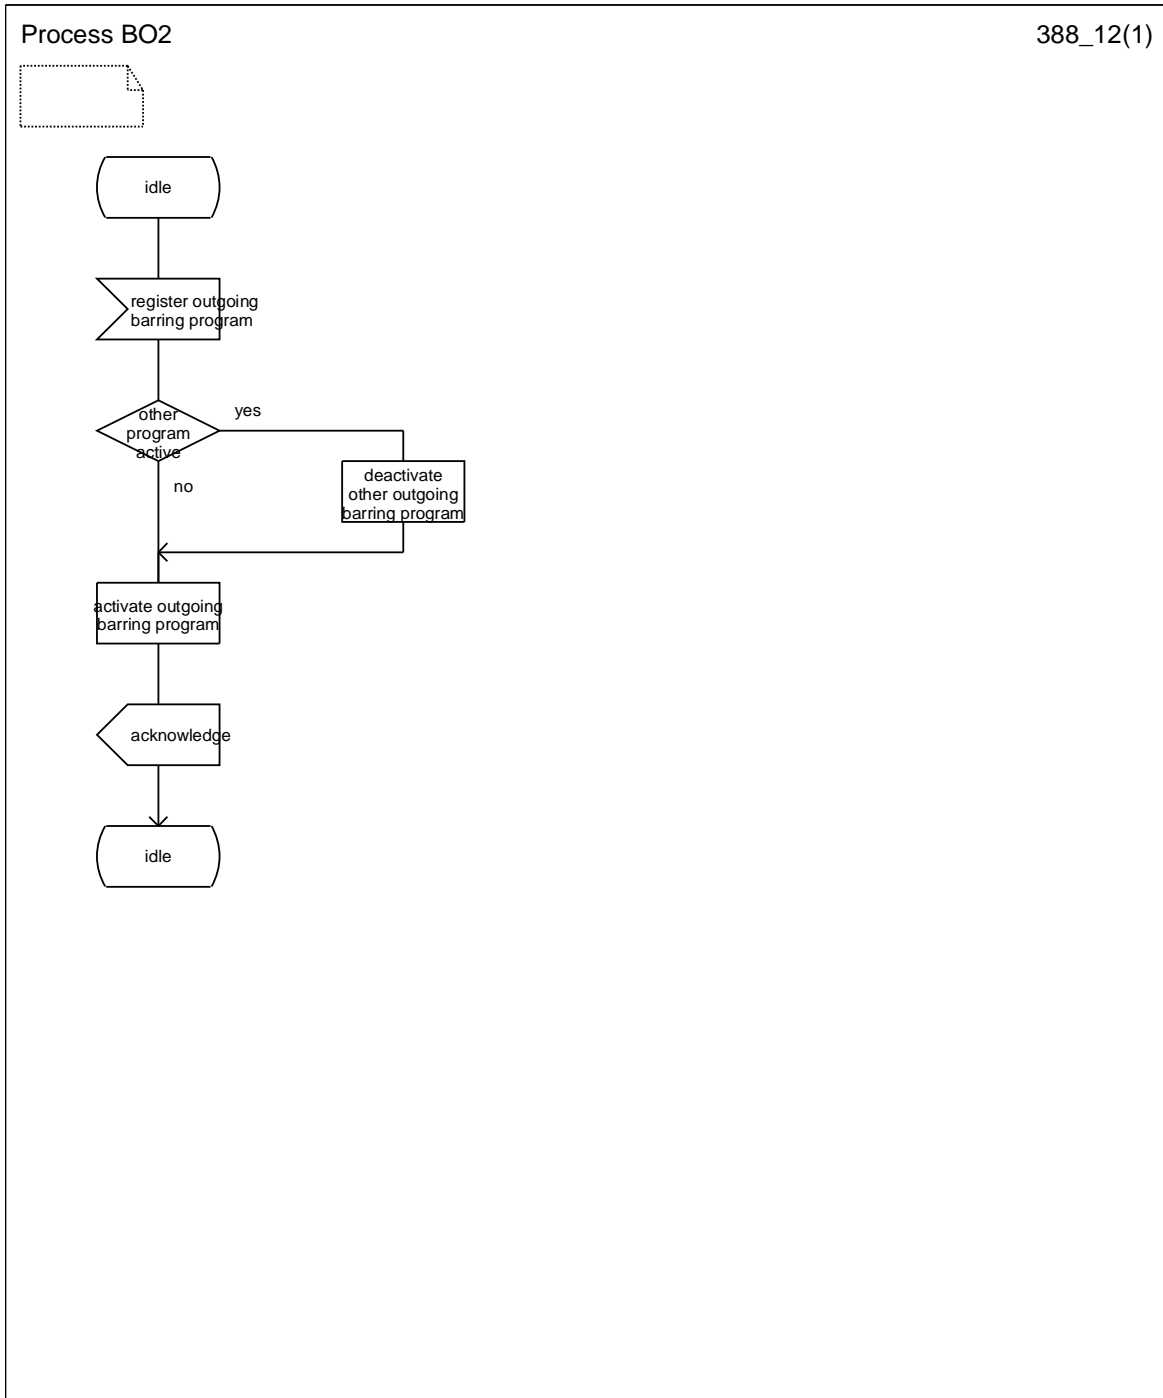 Process BO2
388_12(1)
idle
register outgoing
barring program
other
program
active
yes
no
deactivate
other outgoing
barring program
activate outgoing
barring program
acknowledge
idle